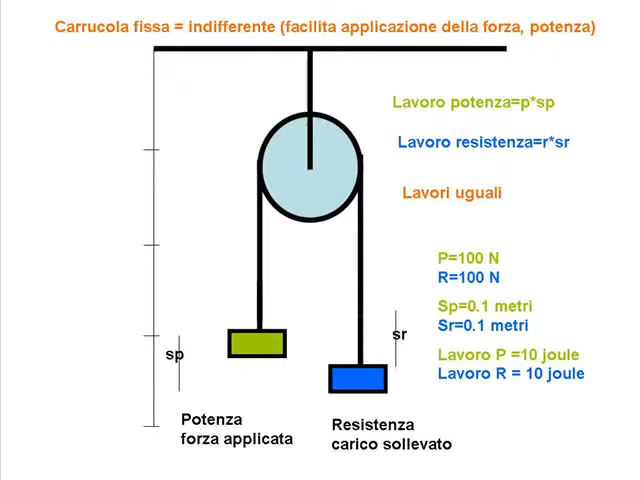 Carrucola fissa = indifferente (facilita applicazione della forza, potenza)
Lavoro potenza=p*sp
Lavoro resistenza=r*sr
Lavori uguali
P=100 N
R=100 N
Sp=0.1 metri
Sr=0.1 metri
Lavoro P =10 joule
Lavoro R = 10 joule
sr
sp
Potenza
forza applicata
Resistenza
carico sollevato